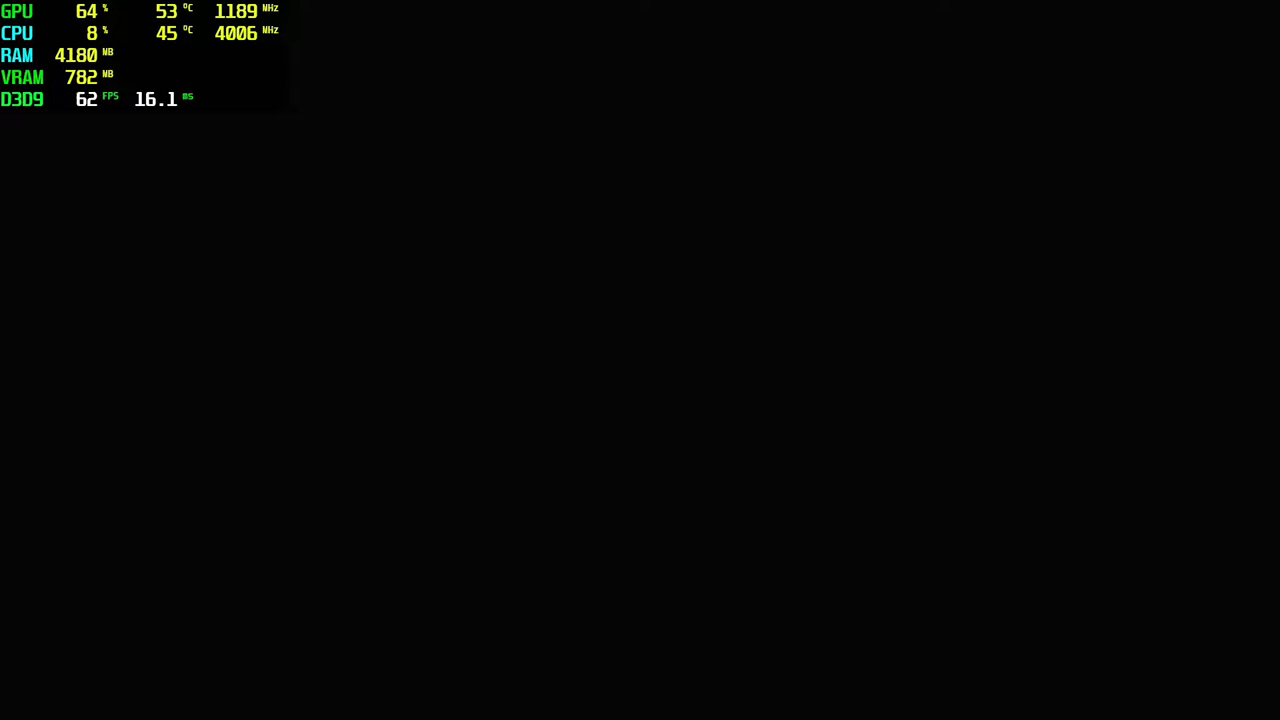 GPU 64 % 53 °C 1189 MHz
CPU 8 % 45 °C 4006 MHz
RAM 4180 MB
VRAM 782 MB
D3D9 62 FPS 16.1 ms